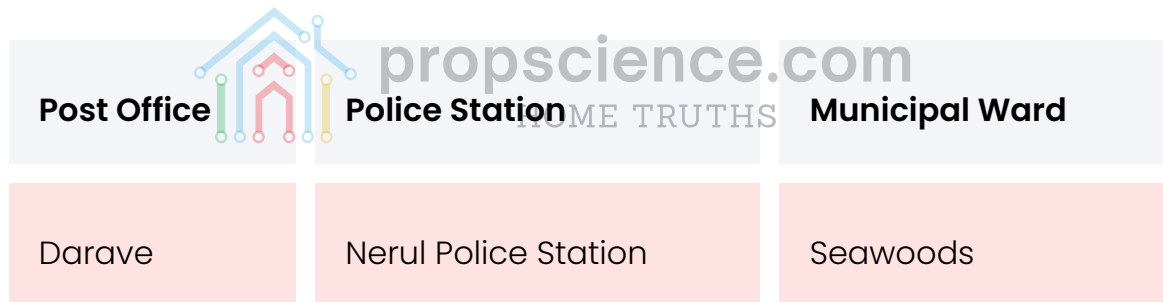 propscience.com
HOME TRUTHS
Post Office Police Station Municipal Ward
Darave Nerul Police Station Seawoods